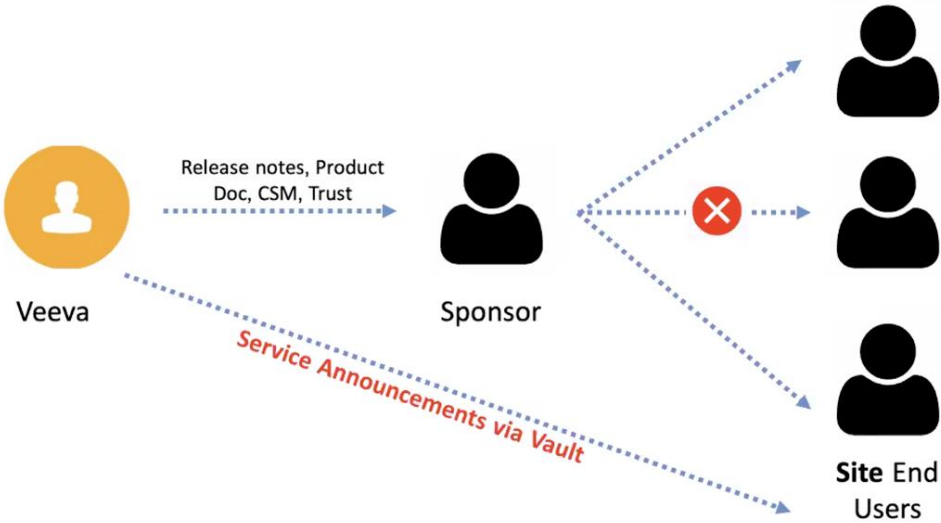 Release notes, Product
Doc, CSM, Trust
Veeva
Sponsor
Service Announcements via Vault
Site End
Users